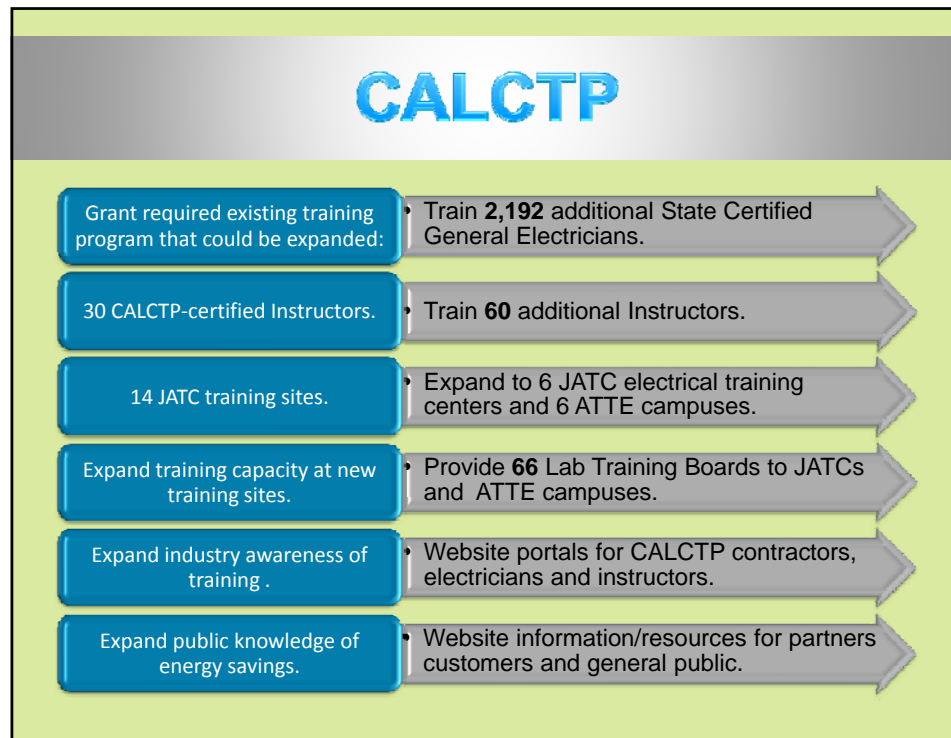 CALCTP
Grant required existing training
program that could be expanded:
• Train 2,192 additional State Certified
General Electricians.
30 CALCTP-certified Instructors.
• Train 60 additional Instructors.
14 JATC training sites.
• Expand to 6 JATC electrical training
centers and 6 ATTE campuses.
Expand training capacity at new
training sites.
• Provide 66 Lab Training Boards to JATCs
and ATTE campuses.
Expand industry awareness of
training .
• Website portals for CALCTP contractors,
electricians and instructors.
Expand public knowledge of
energy savings.
• Website information/resources for partners
customers and general public.